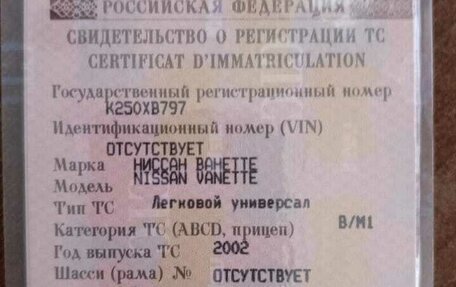 РОССИЙСКАЯ ФЕДЕРАЦИЯ
СВИДЕТЕЛЬСТВО О РЕГИСТРАЦИИ ТС
CERTIFICAT D'IMMATRICULATION
Государственный регистрационный номер
К250ХВ797
Идентификационный номер (VIN)
ОТСУТСТВУЕТ
Марка НИССАН ВАНЕТТЕ
Модель NISSAN VANETTE
Тип ТС Легковой универсал
Категория ТС (ABCD, прицеп) B/M1
Год выпуска ТС 2002
Шасси (рама) № ОТСУТСТВУЕТ